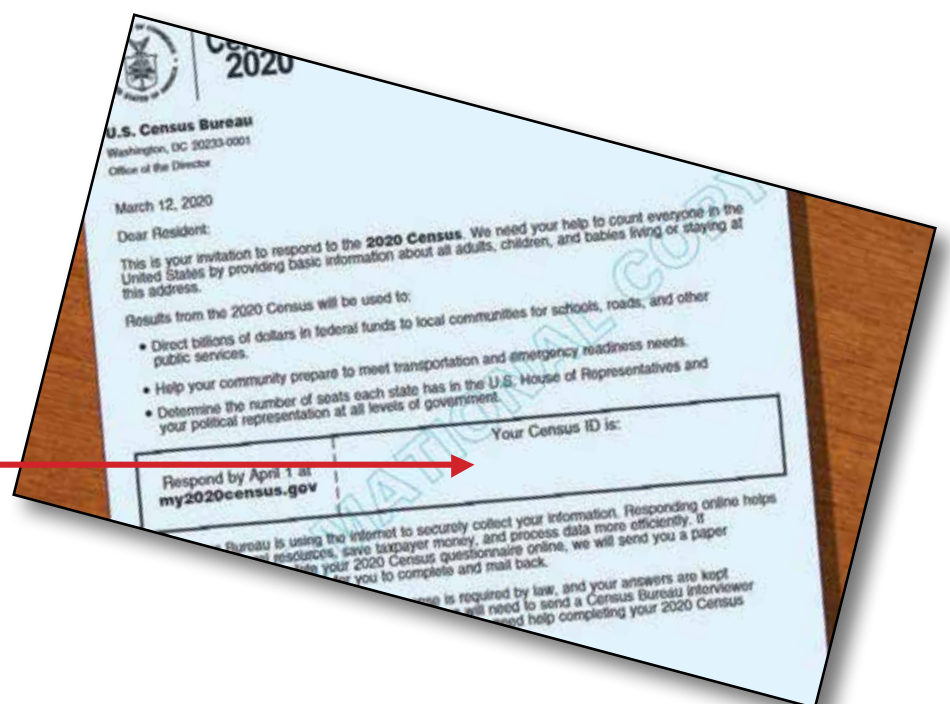 2020
U.S. Census Bureau
Washington, DC 20233-0001
Office of the Director
March 12, 2020
Dear Resident:
This is your invitation to respond to the 2020 Census. We need your help to count everyone in the
United States by providing basic information about all adults, children, and babies living or staying at
this address.
Results from the 2020 Census will be used to:
• Direct billions of dollars in federal funds to local communities for schools, roads, and other
public services.
• Help your community prepare to meet transportation and emergency readiness needs.
• Determine the number of seats each state has in the U.S. House of Representatives and
your political representation at all levels of government.
Respond by April 1 at
my2020census.gov
Your Census ID is:
Bureau is using the internet to securely collect your information. Responding online helps
resources, save taxpayer money, and process data more efficiently. If
your 2020 Census questionnaire online, we will send you a paper
for you to complete and mail back.
is required by law, and your answers are kept
will need to send a Census Bureau interviewer
need help completing your 2020 Census
MATIONAL COPY